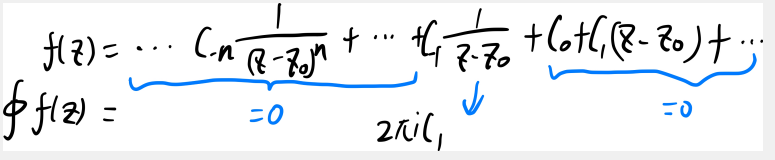 f(z) = ⋯ C₋ₙ 1/(z-z₀)ⁿ + ⋯ + C₁ 1/(z-z₀) + C₀ + C₁(z-z₀) + ⋯
∮ f(z) = =0 ↓ =0
2πiC₁